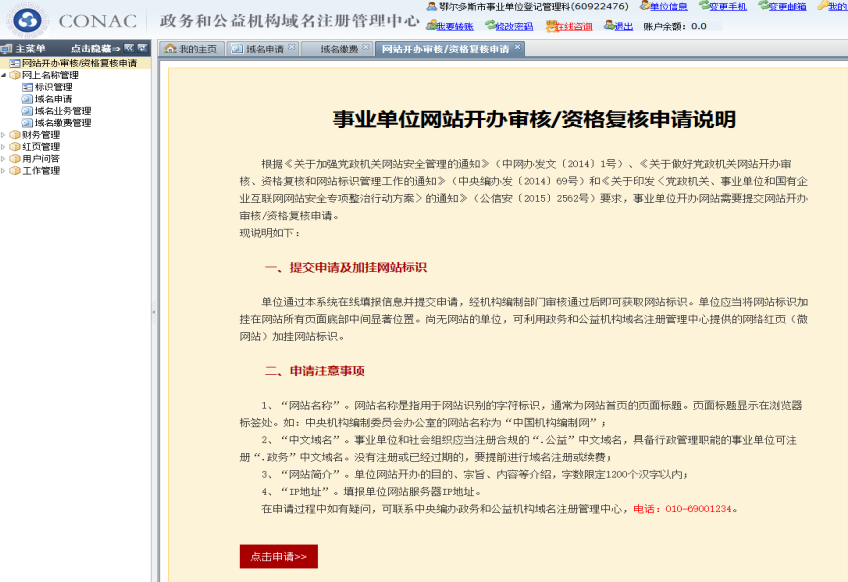 CONAC 政务和公益机构域名注册管理中心
鄂尔多斯市事业单位登记管理科(60922476) 单位信息 变更手机 变更邮箱 我的
我要转账 修改密码 在线咨询 退出 账户余额: 0.0
主菜单 点击隐藏⇒
我的主页 域名申请 域名缴费 网站开办审核/资格复核申请
网站开办审核/资格复核申请
网上名称管理
标识管理
域名申请
域名业务管理
域名缴费管理
财务管理
红页管理
用户问答
工作管理
事业单位网站开办审核/资格复核申请说明
根据《关于加强党政机关网站安全管理的通知》（中网办发文〔2014〕1号）、《关于做好党政机关网站开办审
核、资格复核和网站标识管理工作的通知》（中央编办发〔2014〕69号）和《关于印发〈党政机关、事业单位和国有企
业互联网网站安全专项整治行动方案〉的通知》（公信安〔2015〕2562号）要求，事业单位开办网站需要提交网站开办
审核/资格复核申请。
现说明如下：
一、提交申请及加挂网站标识
单位通过本系统在线填报信息并提交申请，经机构编制部门审核通过后即可获取网站标识。单位应当将网站标识加
挂在网站所有页面底部中间显著位置。尚无网站的单位，可利用政务和公益机构域名注册管理中心提供的网络红页（微
网站）加挂网站标识。
二、申请注意事项
1、“网站名称”。网站名称是指用于网站识别的字符标识，通常为网站首页的页面标题。页面标题显示在浏览器
标签处。如：中央机构编制委员会办公室的网站名称为“中国机构编制网”；
2、“中文域名”。事业单位和社会组织应当注册合规的“.公益”中文域名，具备行政管理职能的事业单位可注
册“.政务”中文域名。没有注册或已经过期的，要提前进行域名注册或续费；
3、“网站简介”。单位网站开办的目的、宗旨、内容等介绍，字数限定1200个汉字以内；
4、“IP地址”。填报单位网站服务器IP地址。
在申请过程中如有疑问，可联系中央编办政务和公益机构域名注册管理中心，电话：010-69001234。
点击申请>>